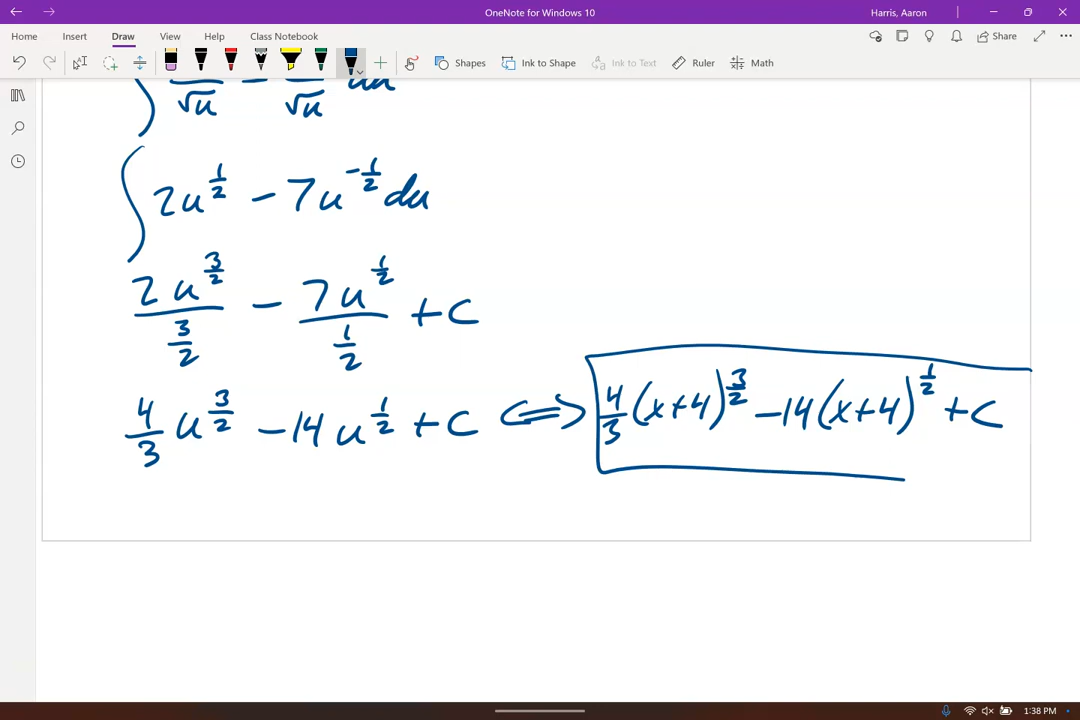 OneNote for Windows 10
Harris, Aaron
Home Insert Draw View Help Class Notebook
Share
Shapes Ink to Shape Ink to Text Ruler Math
∫ /√u − /√u du
∫ 2u^(1/2) − 7u^(-1/2) du
2u^(3/2)/(3/2) − 7u^(1/2)/(1/2) + C
4/3 u^(3/2) − 14u^(1/2) + C ⟺ 4/3 (x+4)^(3/2) − 14(x+4)^(1/2) + C
1:38 PM